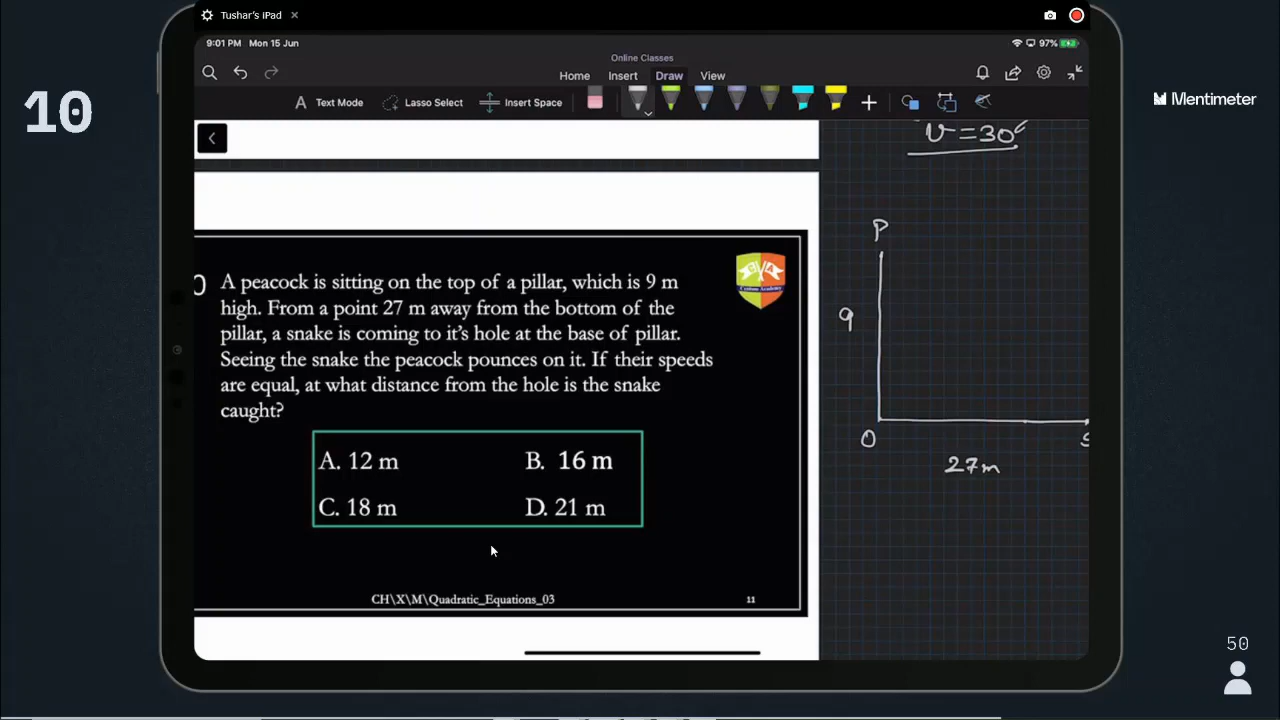 Tushar's iPad ×
9:01 PM Mon 15 Jun
97%
Online Classes
Home Insert Draw View
A Text Mode Lasso Select Insert Space
10
Mentimeter
V = 30°
P
9
O
S
27m
A peacock is sitting on the top of a pillar, which is 9 m
high. From a point 27 m away from the bottom of the
pillar, a snake is coming to it's hole at the base of pillar.
Seeing the snake the peacock pounces on it. If their speeds
are equal, at what distance from the hole is the snake
caught?
A. 12 m B. 16 m
C. 18 m D. 21 m
CH\X\M\Quadratic_Equations_03
11
50